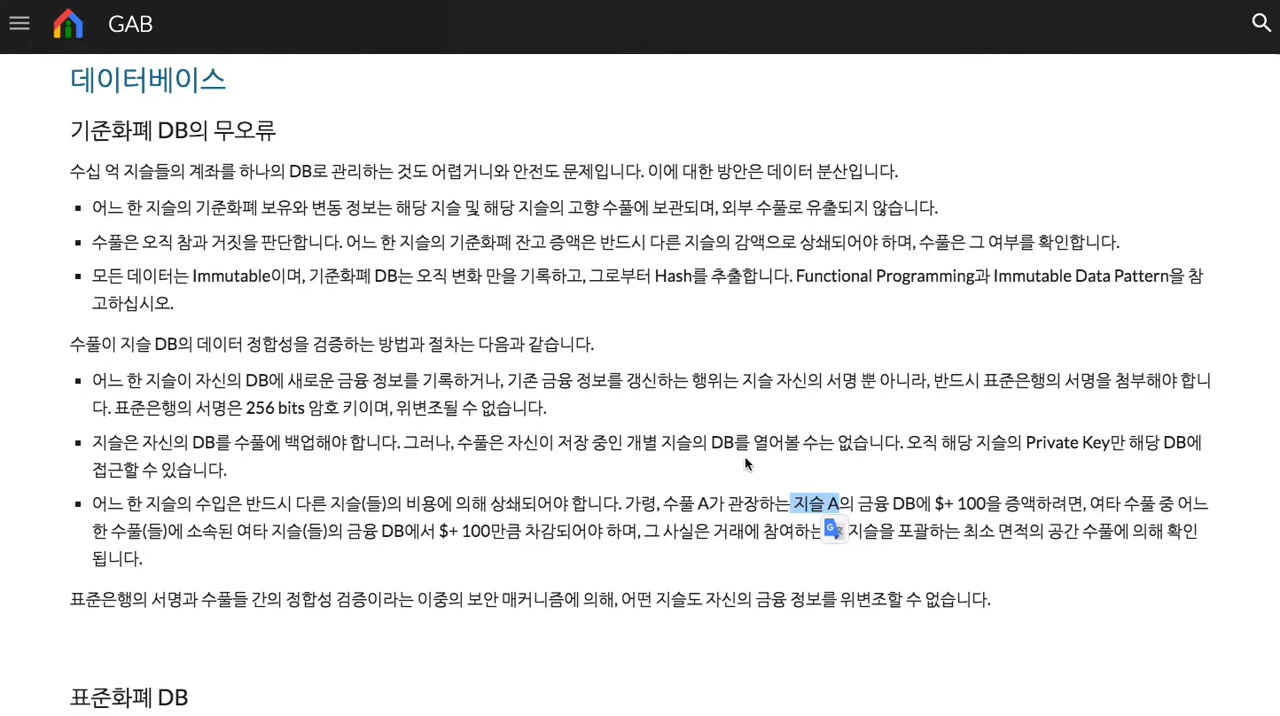 GAB
데이터베이스
기준화폐 DB의 무오류
수십 억 지슬들의 계좌를 하나의 DB로 관리하는 것도 어렵거니와 안전도 문제입니다. 이에 대한 방안은 데이터 분산입니다.
어느 한 지슬의 기준화폐 보유와 변동 정보는 해당 지슬 및 해당 지슬의 고향 수풀에 보관되며, 외부 수풀로 유출되지 않습니다.
수풀은 오직 참과 거짓을 판단합니다. 어느 한 지슬의 기준화폐 잔고 증액은 반드시 다른 지슬의 감액으로 상쇄되어야 하며, 수풀은 그 여부를 확인합니다.
모든 데이터는 Immutable이며, 기준화폐 DB는 오직 변화 만을 기록하고, 그로부터 Hash를 추출합니다. Functional Programming과 Immutable Data Pattern을 참
고하십시오.
수풀이 지슬 DB의 데이터 정합성을 검증하는 방법과 절차는 다음과 같습니다.
어느 한 지슬이 자신의 DB에 새로운 금융 정보를 기록하거나, 기존 금융 정보를 갱신하는 행위는 지슬 자신의 서명 뿐 아니라, 반드시 표준은행의 서명을 첨부해야 합니
다. 표준은행의 서명은 256 bits 암호 키이며, 위변조될 수 없습니다.
지슬은 자신의 DB를 수풀에 백업해야 합니다. 그러나, 수풀은 자신이 저장 중인 개별 지슬의 DB를 열어볼 수는 없습니다. 오직 해당 지슬의 Private Key만 해당 DB에
접근할 수 있습니다.
어느 한 지슬의 수입은 반드시 다른 지슬(들)의 비용에 의해 상쇄되어야 합니다. 가령, 수풀 A가 관장하는 지슬 A의 금융 DB에 $+ 100을 증액하려면, 여타 수풀 중 어느
한 수풀(들)에 소속된 여타 지슬(들)의 금융 DB에서 $+ 100만큼 차감되어야 하며, 그 사실은 거래에 참여하는 지슬을 포괄하는 최소 면적의 공간 수풀에 의해 확인
됩니다.
표준은행의 서명과 수풀들 간의 정합성 검증이라는 이중의 보안 매커니즘에 의해, 어떤 지슬도 자신의 금융 정보를 위변조할 수 없습니다.
표준화폐 DB